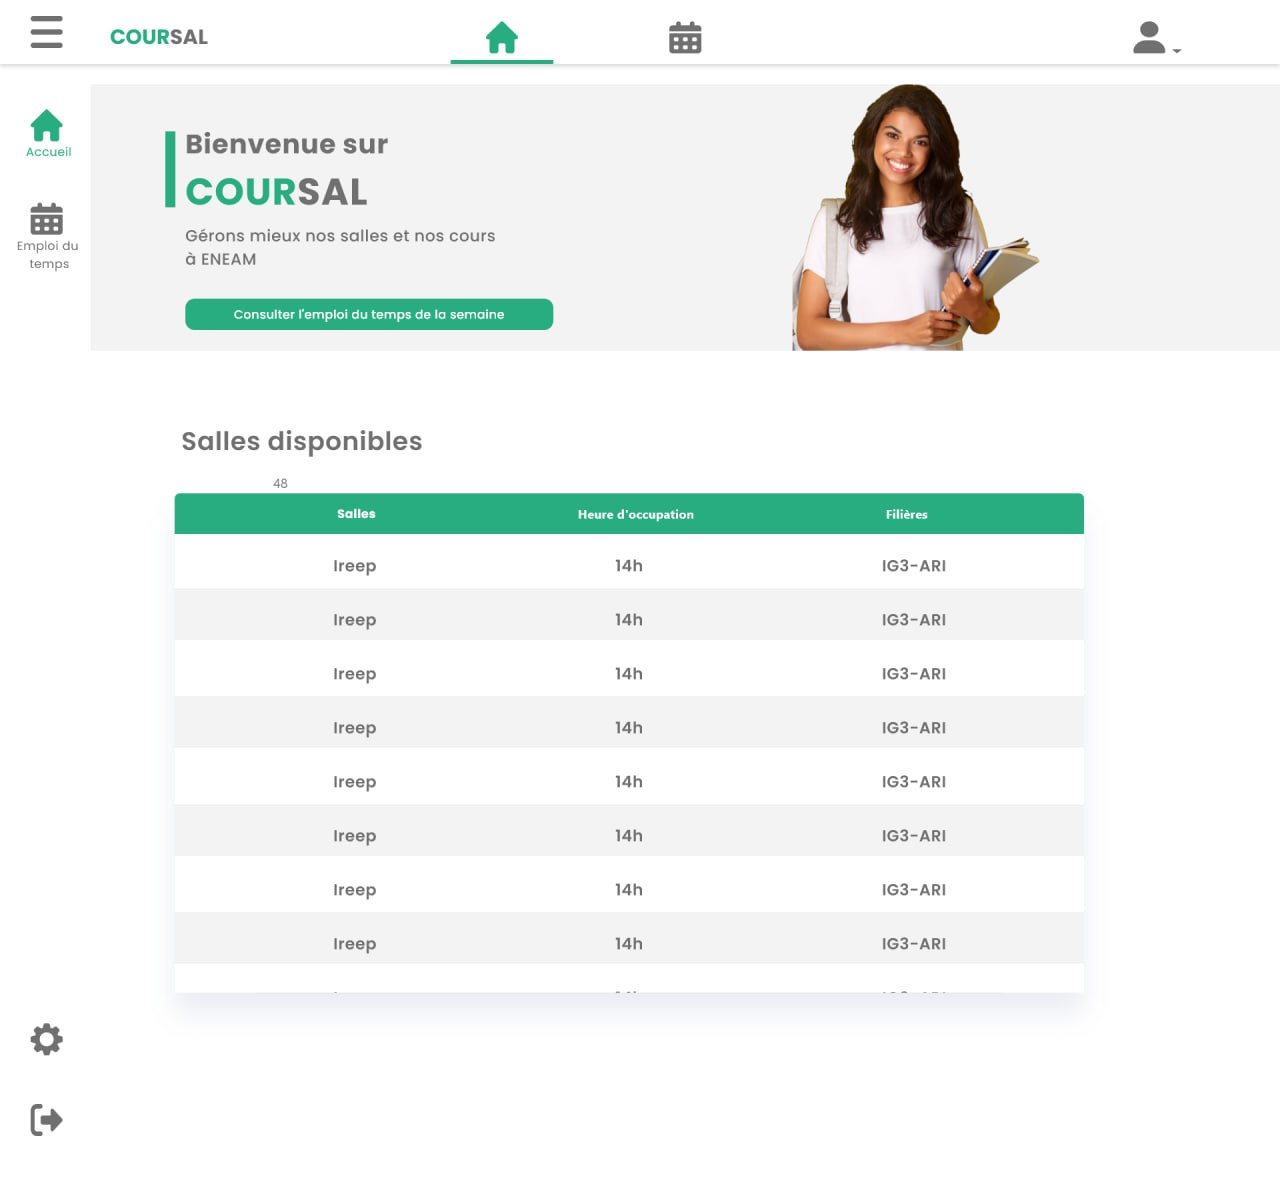 COURSAL
Accueil
Emploi du
temps
Bienvenue sur
COURSAL
Gérons mieux nos salles et nos cours
à ENEAM
Consulter l'emploi du temps de la semaine
Salles disponibles
48
Salles Heure d'occupation Filières
Ireep 14h IG3-ARI
Ireep 14h IG3-ARI
Ireep 14h IG3-ARI
Ireep 14h IG3-ARI
Ireep 14h IG3-ARI
Ireep 14h IG3-ARI
Ireep 14h IG3-ARI
Ireep 14h IG3-ARI